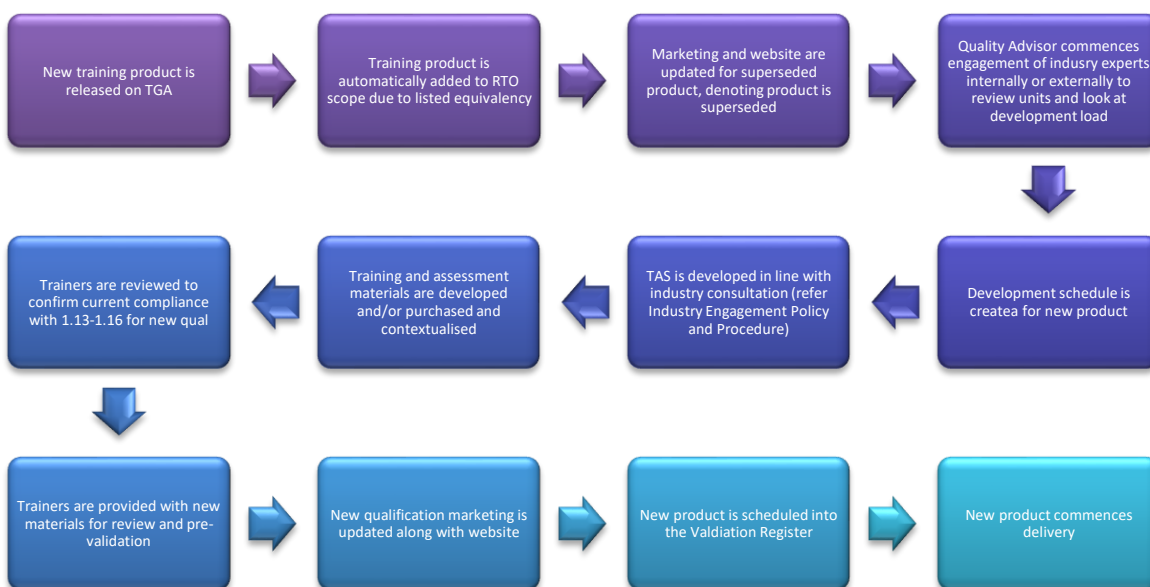 New training product is
released on TGA
Training product is
automatically added to RTO
scope due to listed equivalency
Marketing and website are
updated for superseded
product, denoting product is
superseded
Quality Advisor commences
engagement of indusry experts
internally or externally to
review units and look at
development load
Development schedule is
createa for new product
TAS is developed in line with
industry consultation (refer
Industry Engagement Policy
and Procedure)
Training and assessment
materials are developed
and/or purchased and
contextualised
Trainers are reviewed to
confirm current compliance
with 1.13-1.16 for new qual
Trainers are provided with new
materials for review and pre-
validation
New qualification marketing is
updated along with website
New product is scheduled into
the Valdiation Register
New product commences
delivery